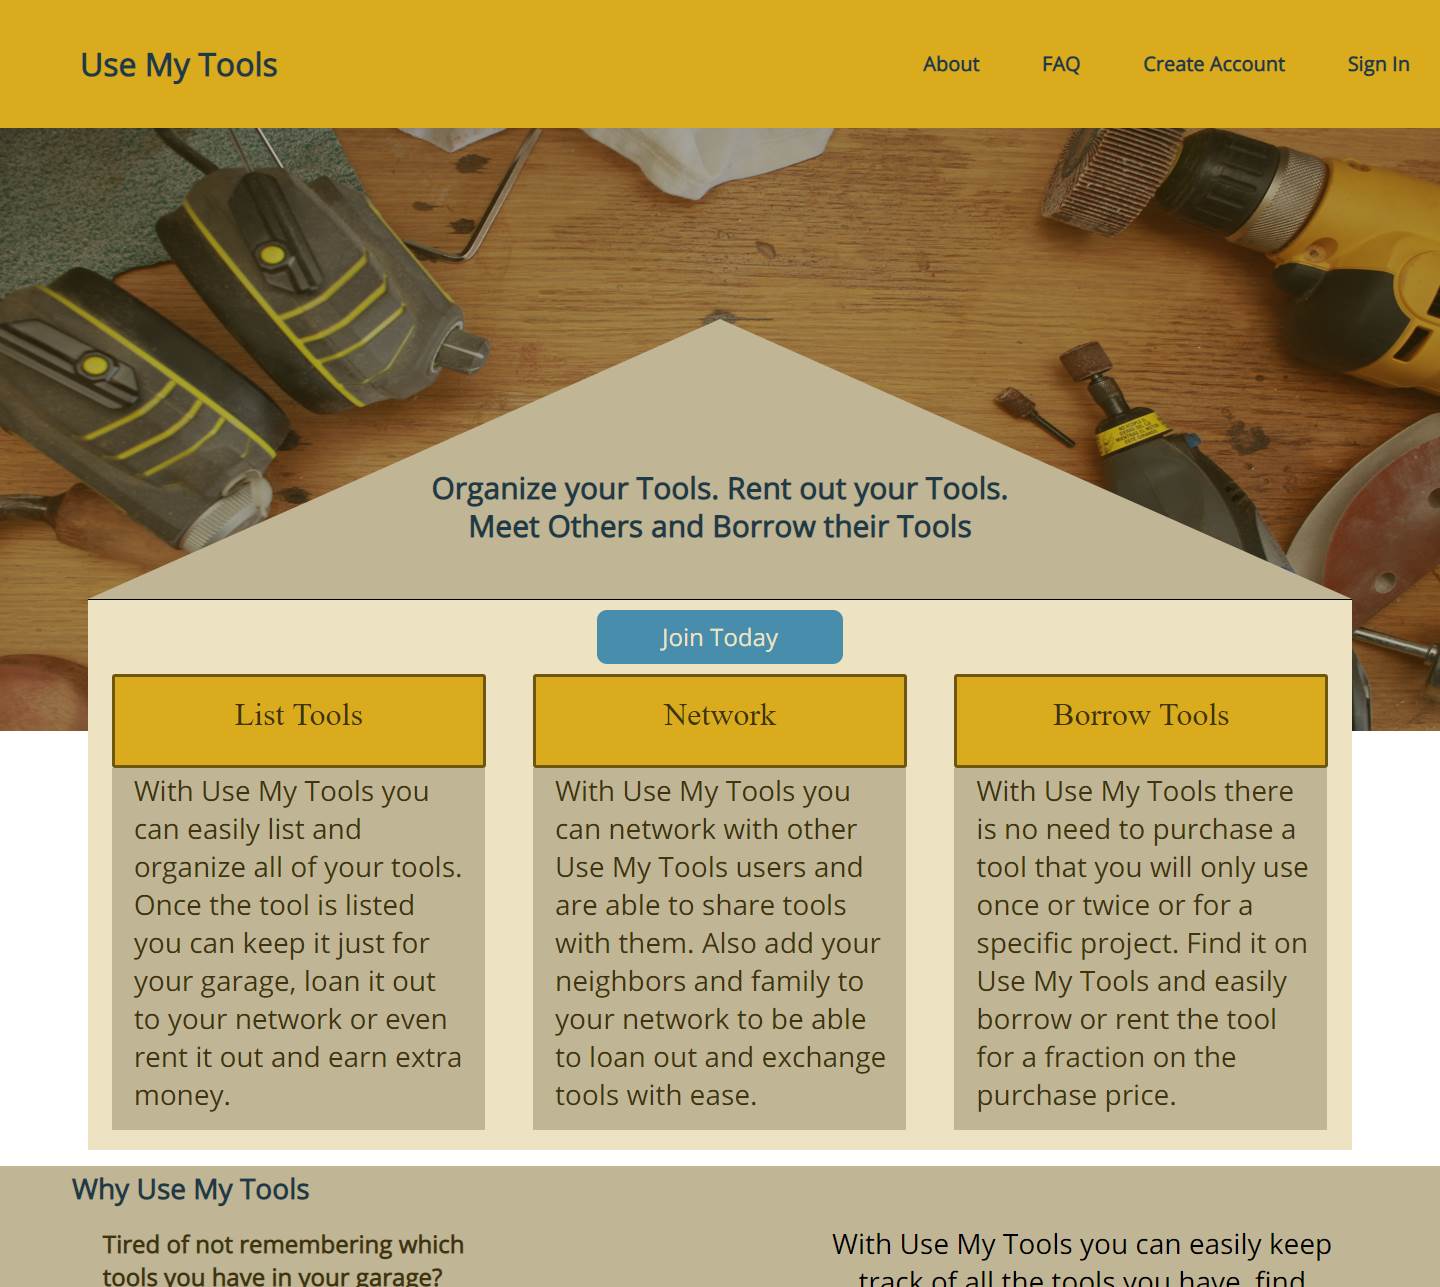 Use My Tools
About FAQ Create Account Sign In
Organize your Tools. Rent out your Tools.
Meet Others and Borrow their Tools
Join Today
List Tools
With Use My Tools you
can easily list and
organize all of your tools.
Once the tool is listed
you can keep it just for
your garage, loan it out
to your network or even
rent it out and earn extra
money.
Network
With Use My Tools you
can network with other
Use My Tools users and
are able to share tools
with them. Also add your
neighbors and family to
your network to be able
to loan out and exchange
tools with ease.
Borrow Tools
With Use My Tools there
is no need to purchase a
tool that you will only use
once or twice or for a
specific project. Find it on
Use My Tools and easily
borrow or rent the tool
for a fraction on the
purchase price.
Why Use My Tools
Tired of not remembering which
tools you have in your garage?
With Use My Tools you can easily keep
track of all the tools you have, find